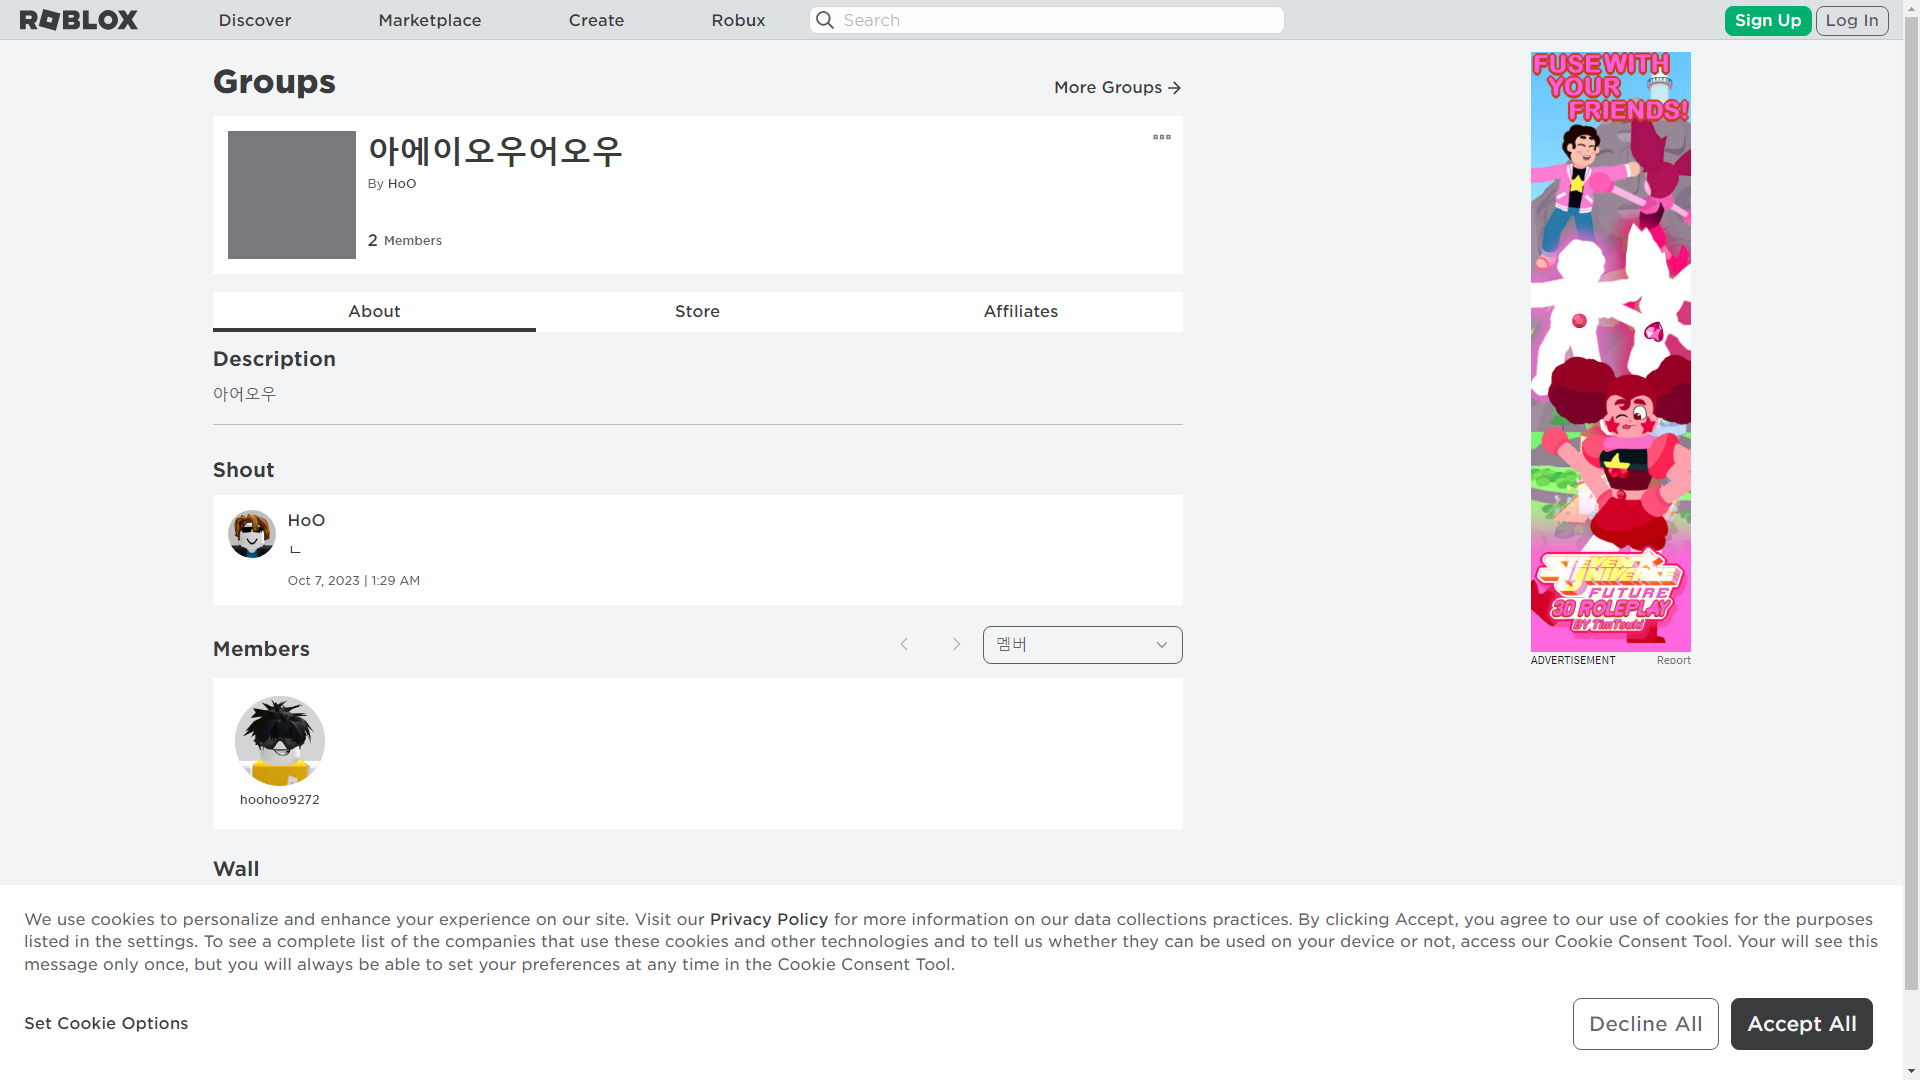 ROBLOX
Discover
Marketplace
Create
Robux
Search
Sign Up
Log In
Groups
More Groups
아에이오우어오우
By HoO
2 Members
About
Store
Affiliates
Description
아어오우
Shout
HoO
ㄴ
Oct 7, 2023 | 1:29 AM
Members
멤버
hoohoo9272
Wall
FUSE WITH
YOUR
FRIENDS!
STEVEN
UNIVERSE
FUTURE
3D ROLEPLAY
BY TimTsuki
ADVERTISEMENT
Report
We use cookies to personalize and enhance your experience on our site. Visit our Privacy Policy for more information on our data collections practices. By clicking Accept, you agree to our use of cookies for the purposes
listed in the settings. To see a complete list of the companies that use these cookies and other technologies and to tell us whether they can be used on your device or not, access our Cookie Consent Tool. Your will see this
message only once, but you will always be able to set your preferences at any time in the Cookie Consent Tool.
Set Cookie Options
Decline All
Accept All